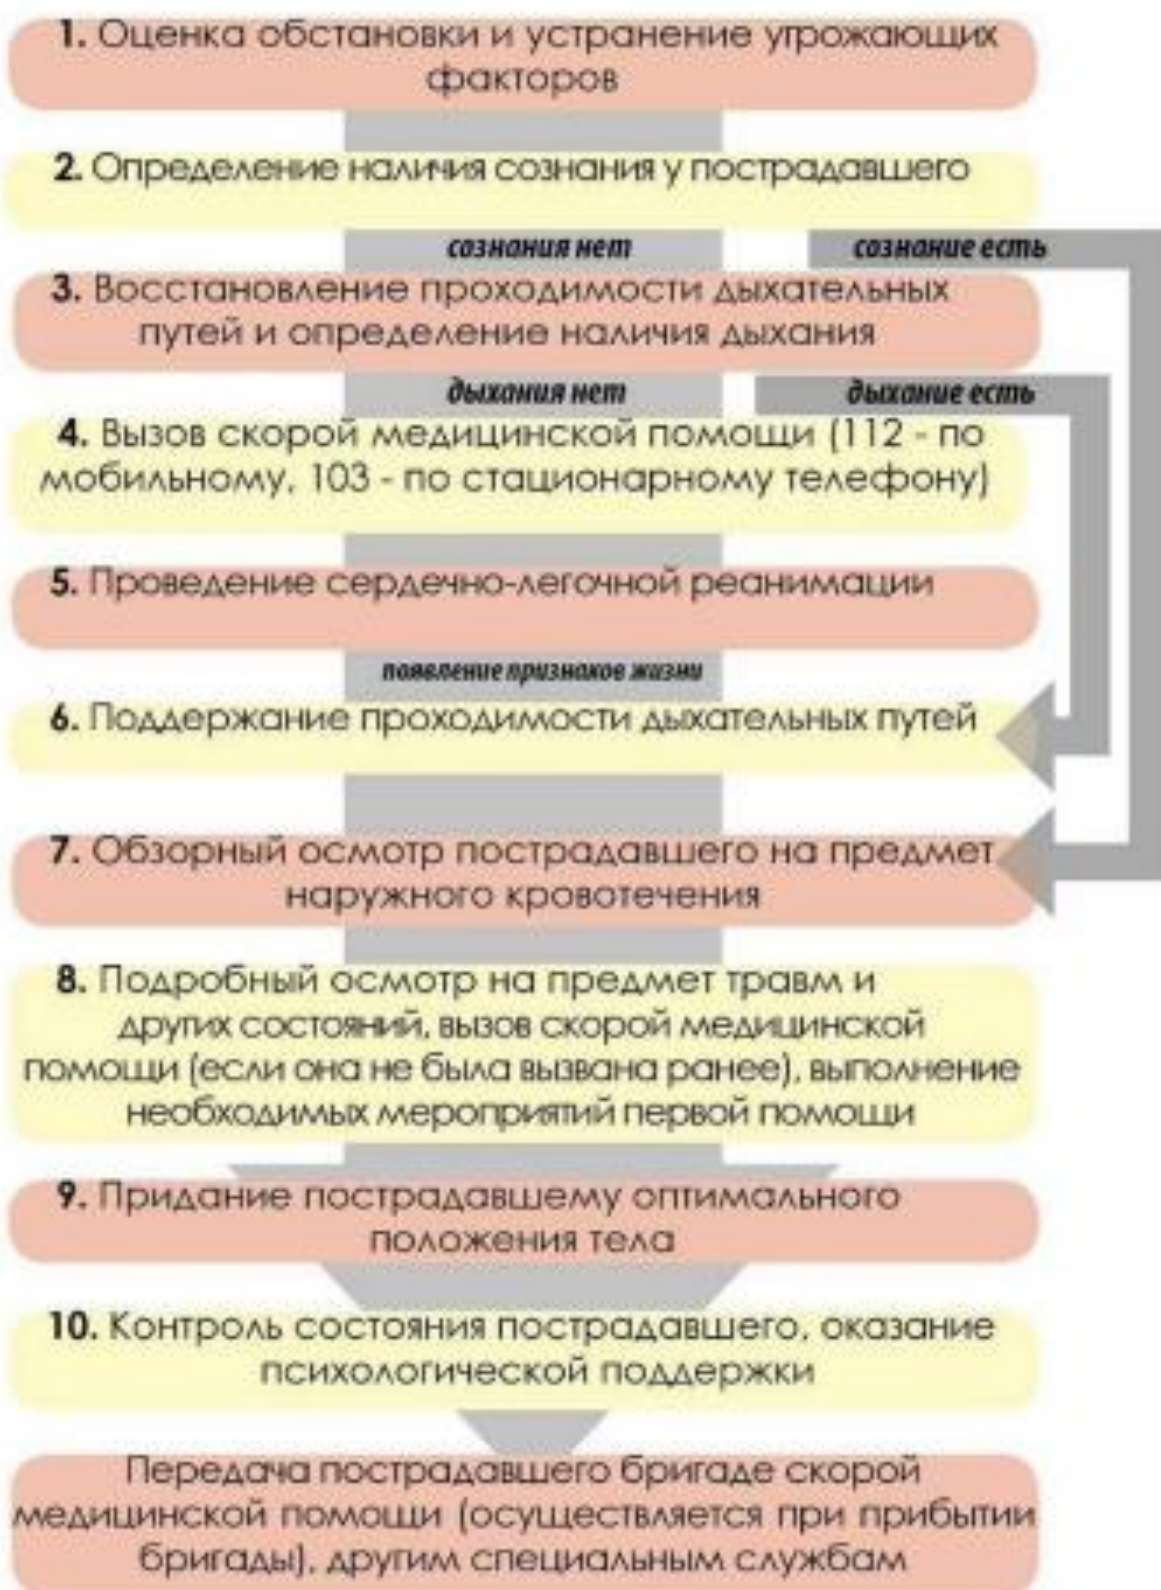 1. Оценка обстановки и устранение угрожающих
факторов
2. Определение наличия сознания у пострадавшего
сознания нет
сознание есть
3. Восстановление проходимости дыхательных
путей и определение наличия дыхания
дыхания нет
дыхание есть
4. Вызов скорой медицинской помощи (112 - по
мобильному, 103 - по стационарному телефону)
5. Проведение сердечно-легочной реанимации
появление признаков жизни
6. Поддержание проходимости дыхательных путей
7. Обзорный осмотр пострадавшего на предмет
наружного кровотечения
8. Подробный осмотр на предмет травм и
других состояний, вызов скорой медицинской
помощи (если она не была вызвана ранее), выполнение
необходимых мероприятий первой помощи
9. Придание пострадавшему оптимального
положения тела
10. Контроль состояния пострадавшего, оказание
психологической поддержки
Передача пострадавшего бригаде скорой
медицинской помощи (осуществляется при прибытии
бригады), другим специальным службам